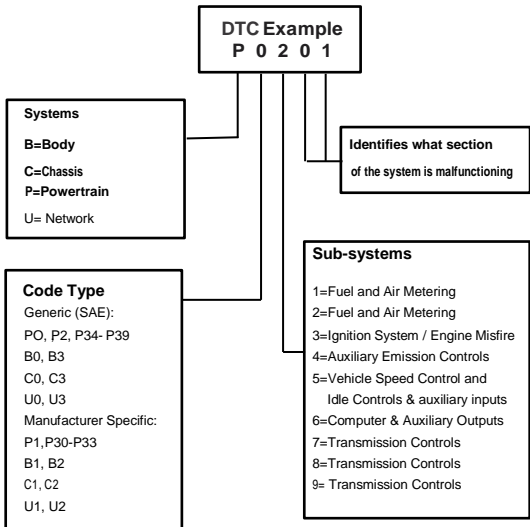 DTC Example
P 0 2 0 1
Systems
B=Body
C=Chassis
P=Powertrain
U= Network
Identifies what section
of the system is malfunctioning
Code Type
Generic (SAE):
PO, P2, P34- P39
B0, B3
C0, C3
U0, U3
Manufacturer Specific:
P1,P30-P33
B1, B2
C1, C2
U1, U2
Sub-systems
1=Fuel and Air Metering
2=Fuel and Air Metering
3=Ignition System / Engine Misfire
4=Auxiliary Emission Controls
5=Vehicle Speed Control and
Idle Controls & auxiliary inputs
6=Computer & Auxiliary Outputs
7=Transmission Controls
8=Transmission Controls
9= Transmission Controls